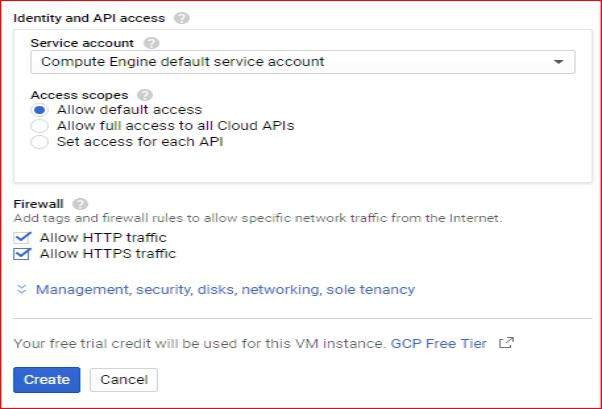 Identity and API access
Service account
Compute Engine default service account
Access scopes
Allow default access
Allow full access to all Cloud APIs
Set access for each API
Firewall
Add tags and firewall rules to allow specific network traffic from the Internet.
Allow HTTP traffic
Allow HTTPS traffic
Management, security, disks, networking, sole tenancy
Your free trial credit will be used for this VM instance. GCP Free Tier
Create Cancel